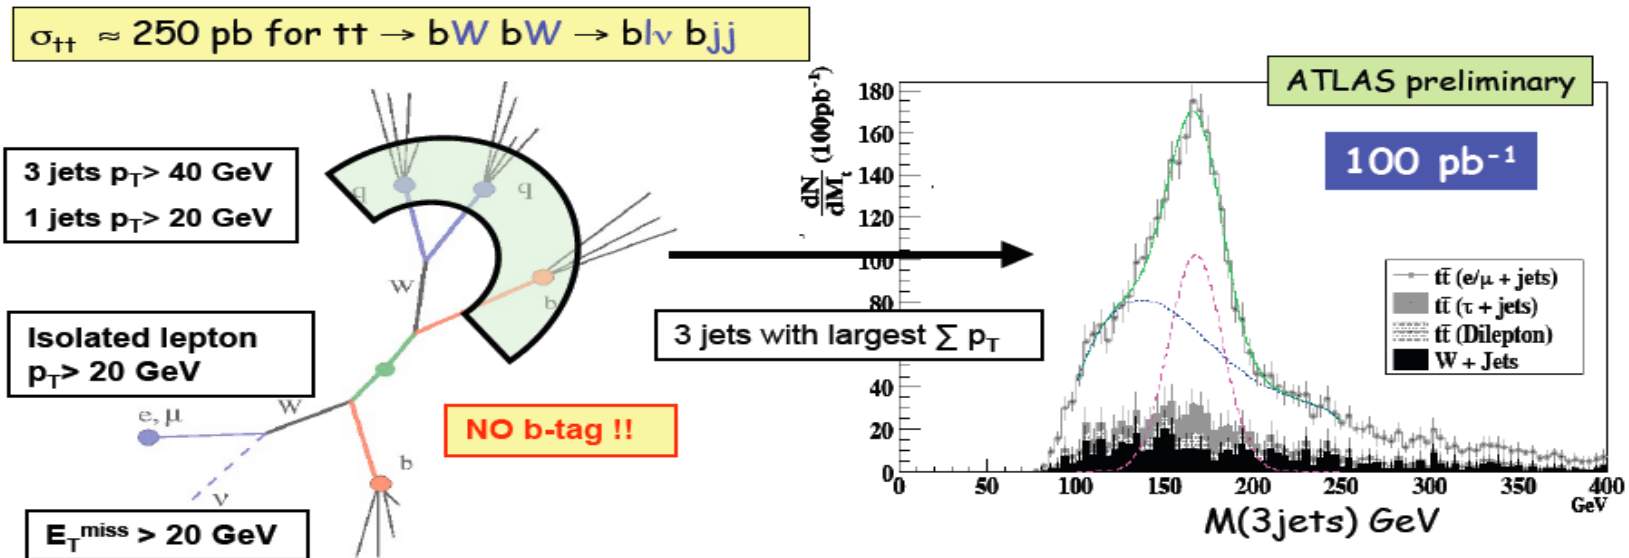 σtt ≈ 250 pb for tt → bW bW → blν bjj
3 jets pT> 40 GeV
1 jets pT> 20 GeV
Isolated lepton
pT> 20 GeV
ETmiss > 20 GeV
NO b-tag !!
q
q
W
b
W
e, μ
ν
b
3 jets with largest ∑ pT
ATLAS preliminary
100 pb-1
dN/dMt (100pb-1)
180
160
140
120
100
80
40
20
0
0 50 100 150 200 250 300 350 400
GeV
M(3jets) GeV
tt̄ (e/μ + jets)
tt̄ (τ + jets)
tt̄ (Dilepton)
W + Jets